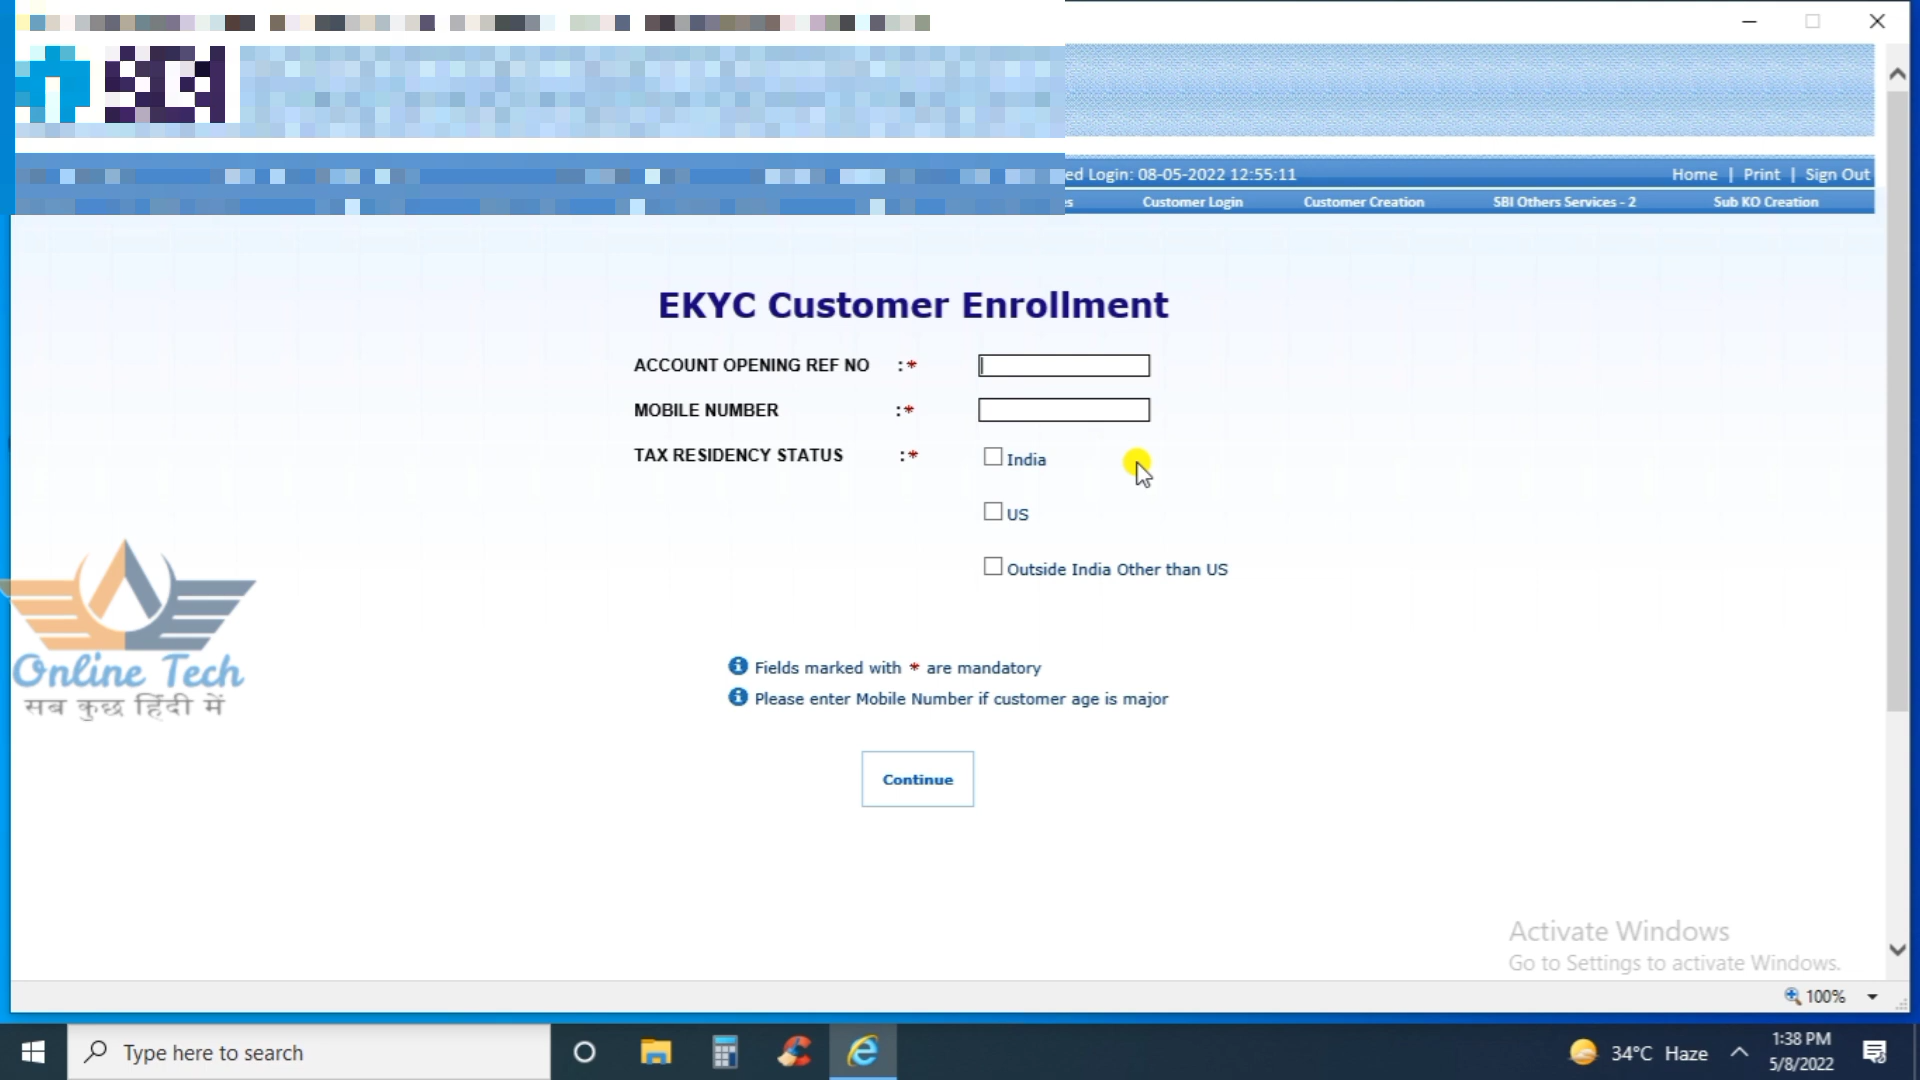 ed Login: 08-05-2022 12:55:11
Home | Print | Sign Out
es Customer Login Customer Creation SBI Others Services - 2 Sub KO Creation
EKYC Customer Enrollment
ACCOUNT OPENING REF NO :*
MOBILE NUMBER :*
TAX RESIDENCY STATUS :* India
US
Outside India Other than US
Online Tech
सब कुछ हिंदी में
Fields marked with * are mandatory
Please enter Mobile Number if customer age is major
Continue
Activate Windows
Go to Settings to activate Windows.
100%
Type here to search
34°C Haze
1:38 PM
5/8/2022